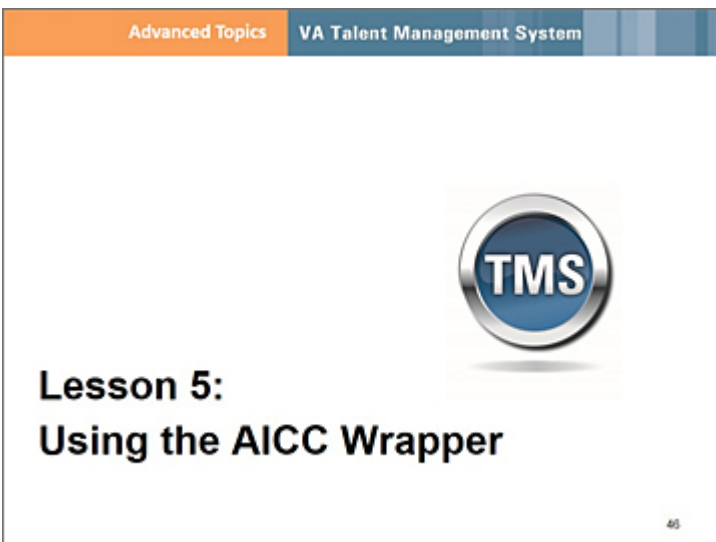 Advanced Topics VA Talent Management System
TMS
Lesson 5:
Using the AICC Wrapper
46